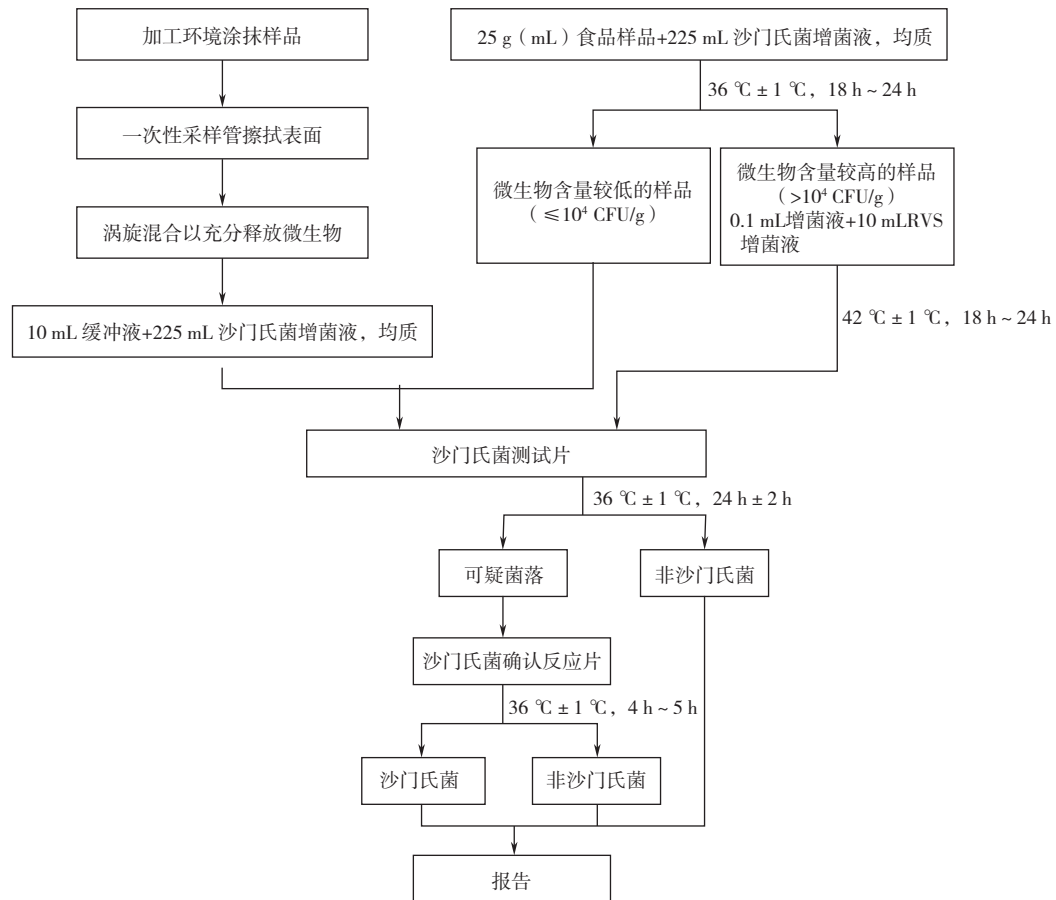 加工环境涂抹样品
25 g（mL）食品样品+225 mL 沙门氏菌增菌液，均质
36 ℃ ± 1 ℃，18 h ~ 24 h
一次性采样管擦拭表面
微生物含量较低的样品
（≤10⁴ CFU/g）
微生物含量较高的样品
（>10⁴ CFU/g）
0.1 mL增菌液+10 mLRVS
增菌液
涡旋混合以充分释放微生物
10 mL 缓冲液+225 mL 沙门氏菌增菌液，均质
42 ℃ ± 1 ℃，18 h ~ 24 h
沙门氏菌测试片
36 ℃ ± 1 ℃，24 h ± 2 h
可疑菌落
非沙门氏菌
沙门氏菌确认反应片
36 ℃ ± 1 ℃，4 h ~ 5 h
沙门氏菌
非沙门氏菌
报告